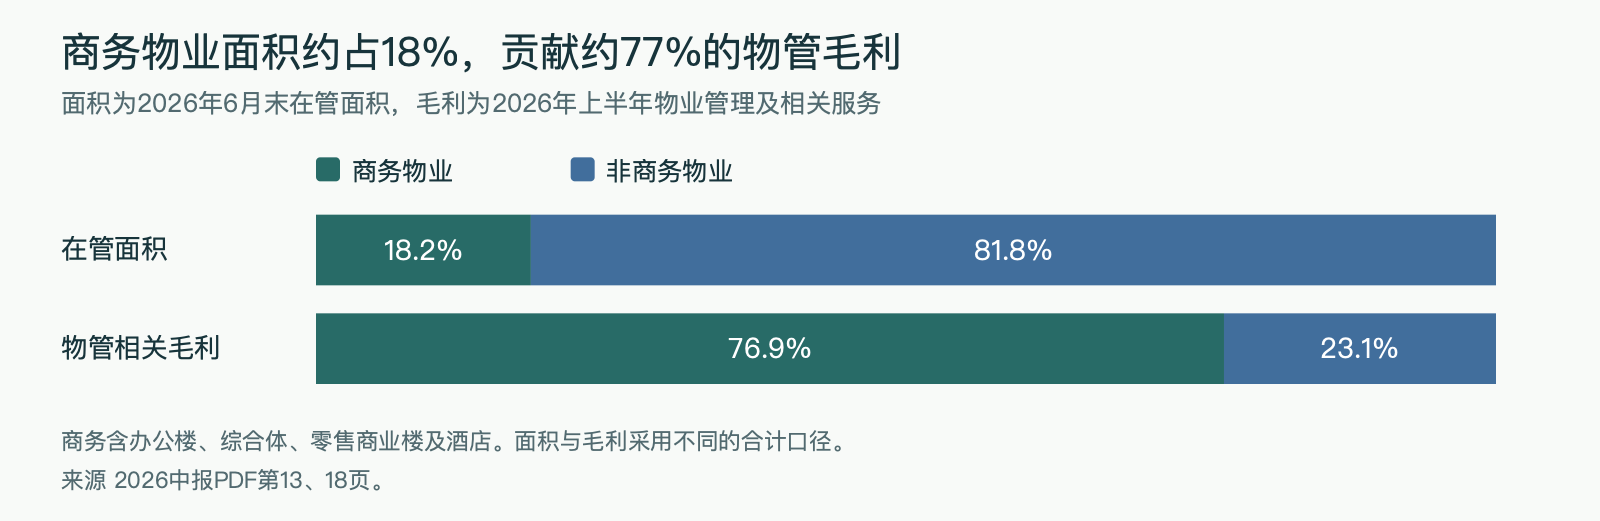 商务物业面积约占18%，贡献约77%的物管毛利
面积为2026年6月末在管面积，毛利为2026年上半年物业管理及相关服务
商务物业 非商务物业
在管面积 18.2% 81.8%
物管相关毛利 76.9% 23.1%
商务含办公楼、综合体、零售商业楼及酒店。面积与毛利采用不同的合计口径。
来源 2026中报PDF第13、18页。